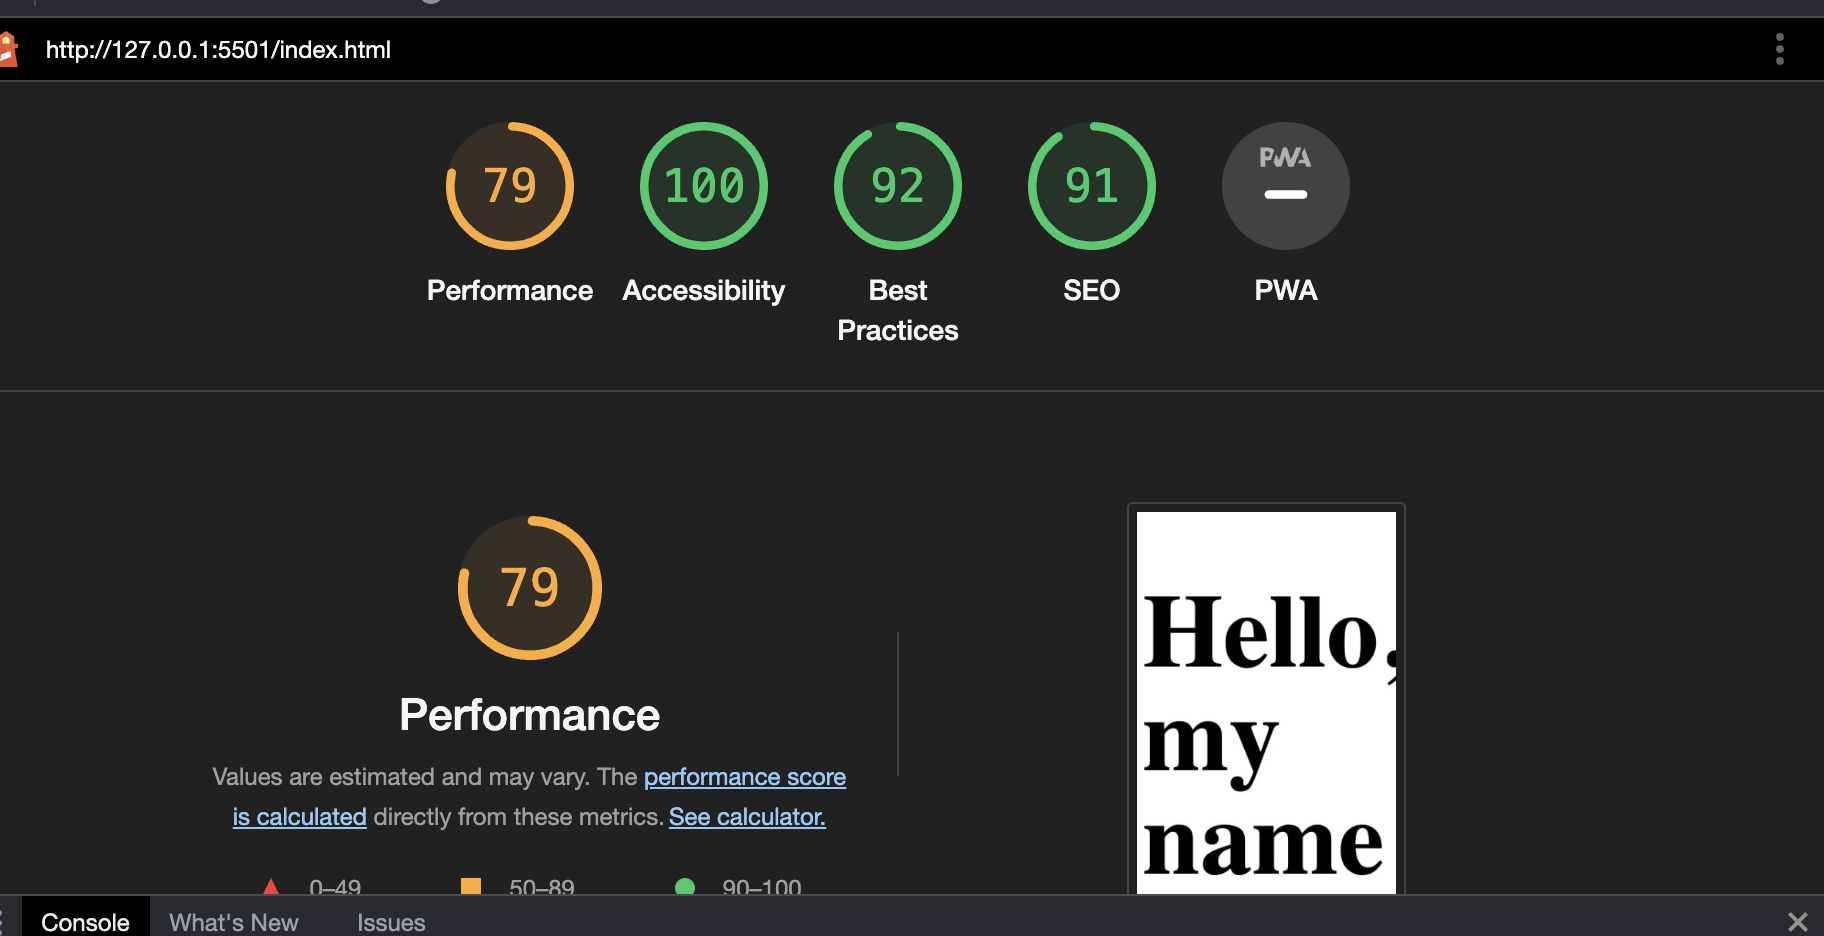 http://127.0.0.1:5501/index.html
79 100 92 91 PWA
Performance Accessibility Best Practices SEO PWA
79
Performance
Values are estimated and may vary. The performance score
is calculated directly from these metrics. See calculator.
0–49 50–89 90–100
Hello,
my
name
Console What's New Issues